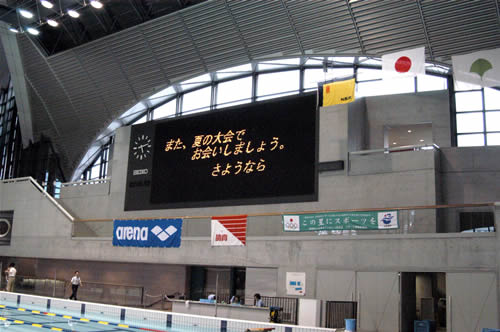 また、夏の大会で
お会いしましょう。
さようなら
SEIKO
arena
この星にスポーツを